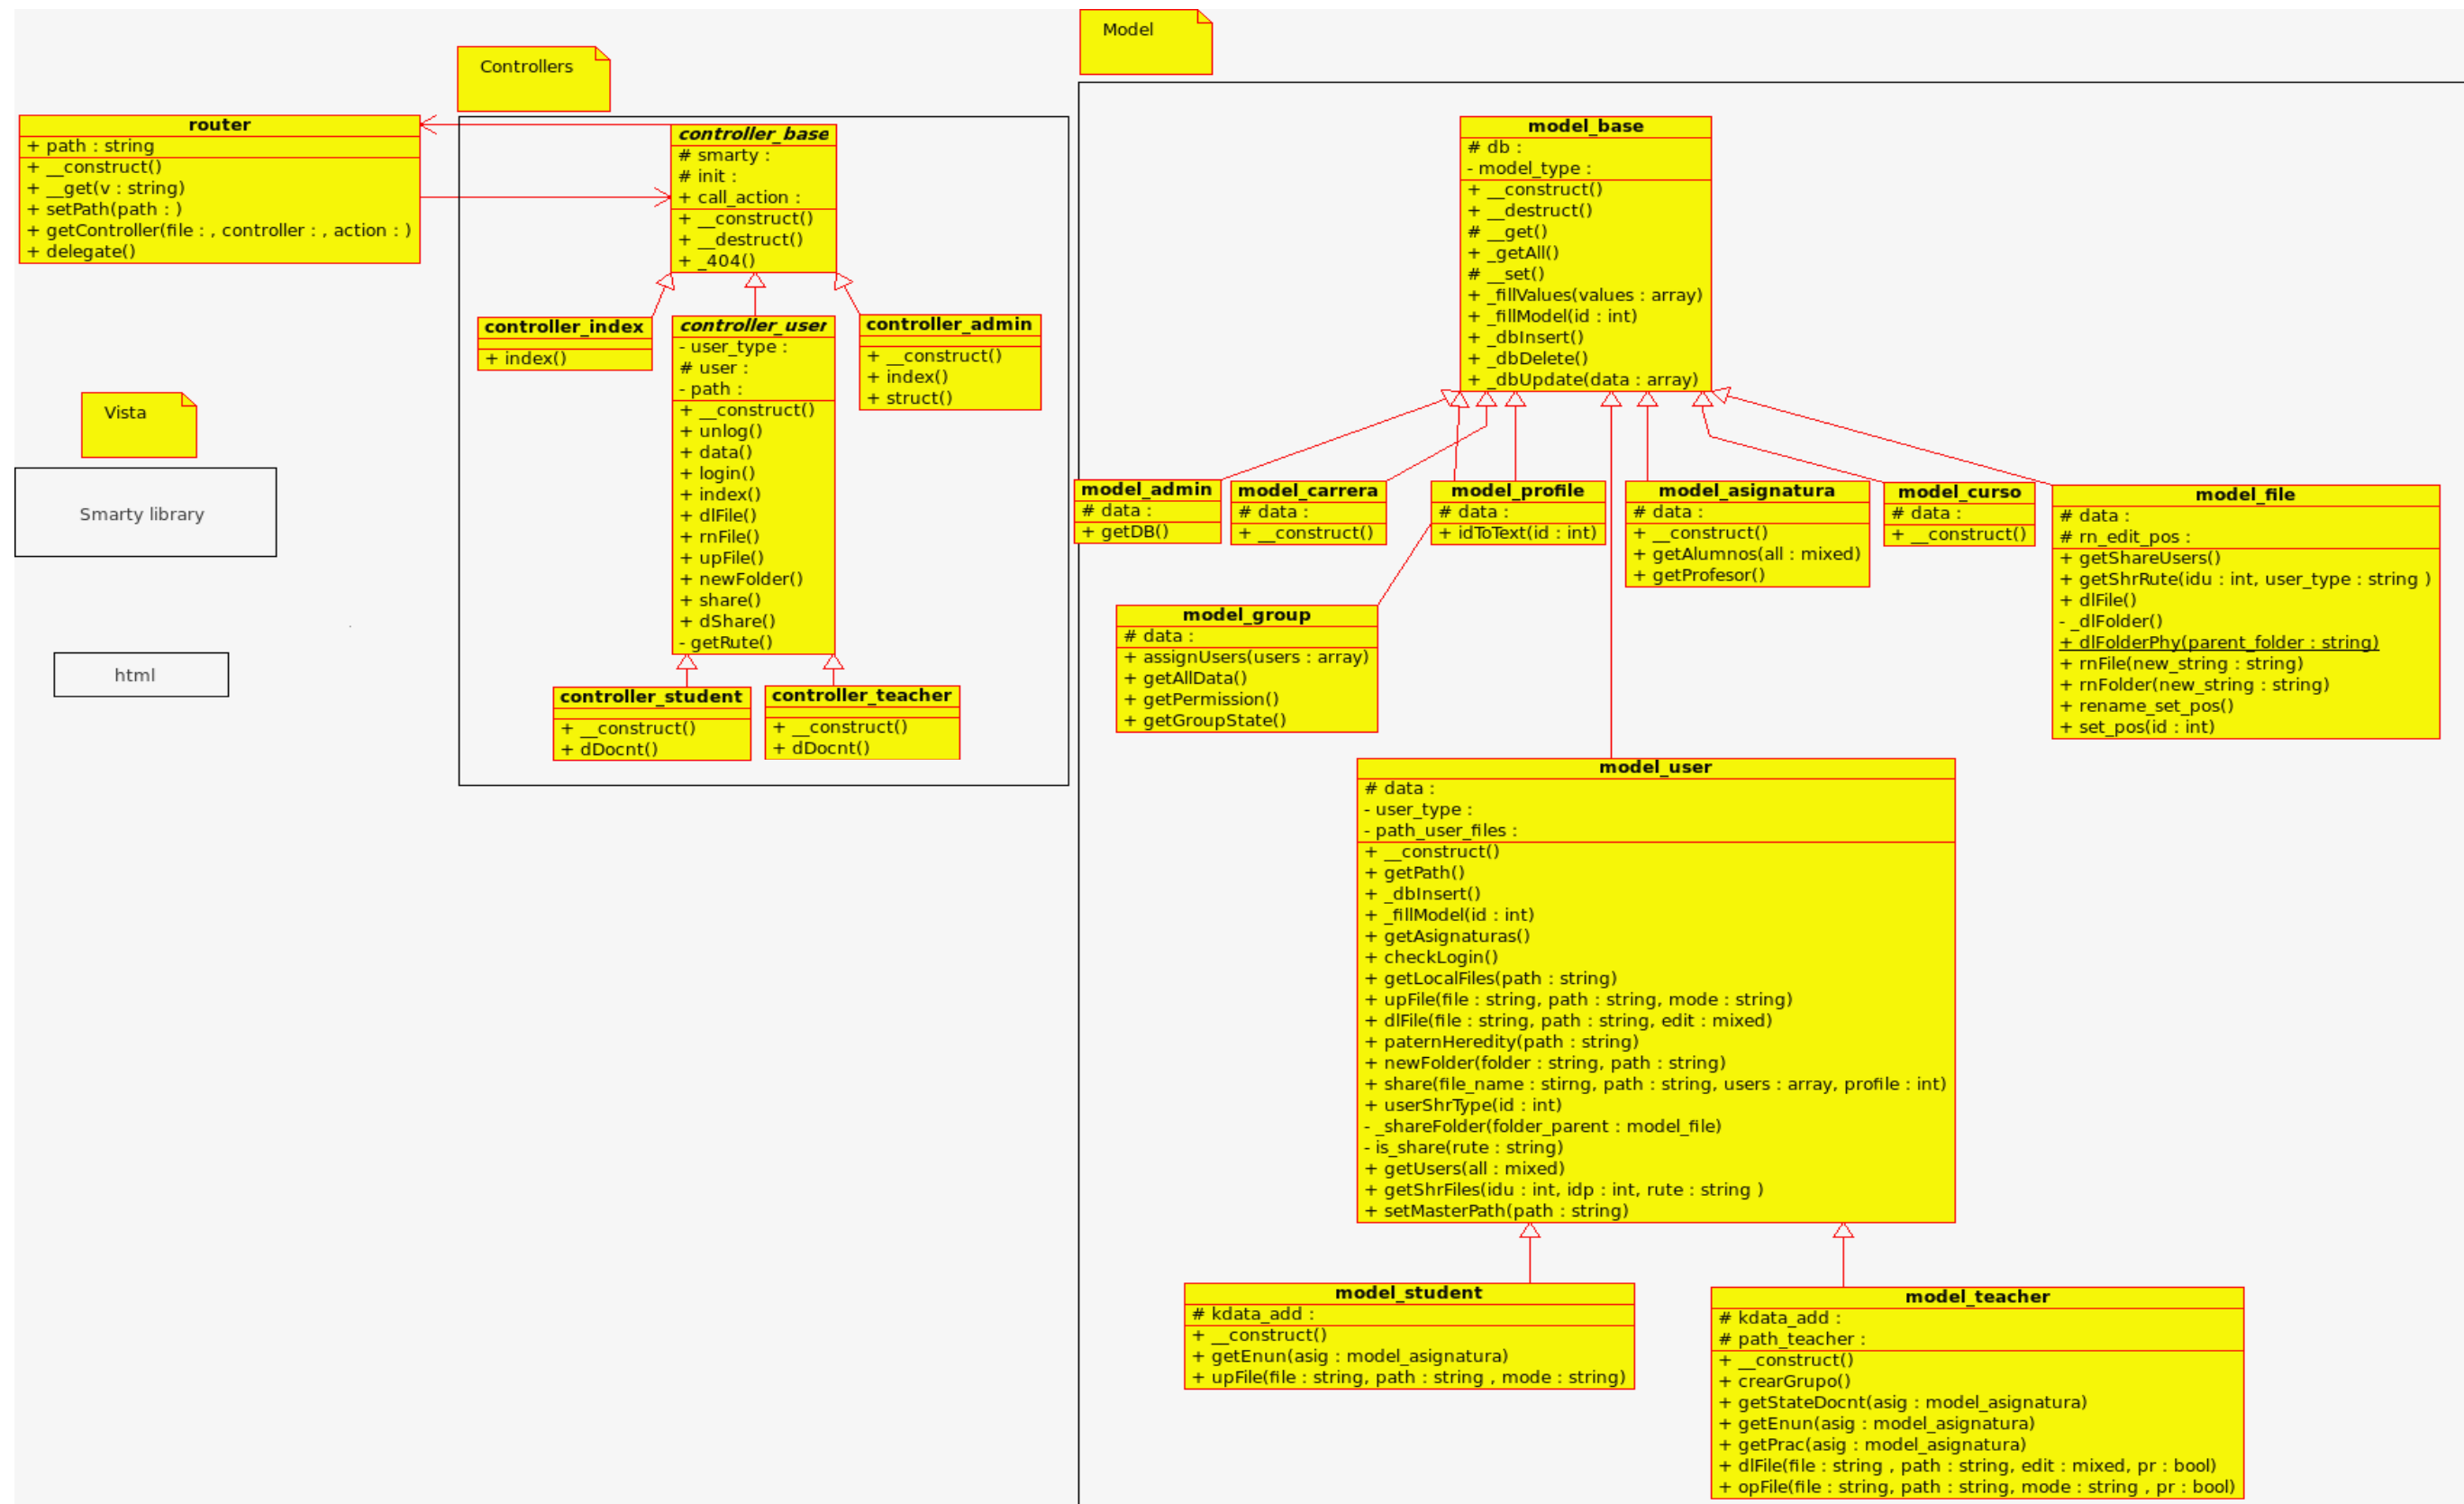 Model
Controllers
router
+ path : string
+ __construct()
+ __get(v : string)
+ setPath(path : )
+ getController(file : , controller : , action : )
+ delegate()
controller_base
# smarty :
# init :
+ call_action :
+ __construct()
+ __destruct()
+ _404()
controller_index
+ index()
controller_user
- user_type :
# user :
- path :
+ __construct()
+ unlog()
+ data()
+ login()
+ index()
+ dlFile()
+ rnFile()
+ upFile()
+ newFolder()
+ share()
+ dShare()
- getRute()
controller_admin
+ __construct()
+ index()
+ struct()
controller_student
+ __construct()
+ dDocnt()
controller_teacher
+ __construct()
+ dDocnt()
Vista
Smarty library
html
model_base
# db :
- model_type :
+ __construct()
+ __destruct()
# __get()
+ _getAll()
# __set()
+ _fillValues(values : array)
+ _fillModel(id : int)
+ _dbInsert()
+ _dbDelete()
+ _dbUpdate(data : array)
model_admin
# data :
+ getDB()
model_carrera
# data :
+ __construct()
model_profile
# data :
+ idToText(id : int)
model_asignatura
# data :
+ __construct()
+ getAlumnos(all : mixed)
+ getProfesor()
model_curso
# data :
+ __construct()
model_file
# data :
# rn_edit_pos :
+ getShareUsers()
+ getShrRute(idu : int, user_type : string )
+ dlFile()
- _dlFolder()
+ dlFolderPhy(parent_folder : string)
+ rnFile(new_string : string)
+ rnFolder(new_string : string)
+ rename_set_pos()
+ set_pos(id : int)
model_group
# data :
+ assignUsers(users : array)
+ getAllData()
+ getPermission()
+ getGroupState()
model_user
# data :
- user_type :
- path_user_files :
+ __construct()
+ getPath()
+ _dbInsert()
+ _fillModel(id : int)
+ getAsignaturas()
+ checkLogin()
+ getLocalFiles(path : string)
+ upFile(file : string, path : string, mode : string)
+ dlFile(file : string, path : string, edit : mixed)
+ paternHeredity(path : string)
+ newFolder(folder : string, path : string)
+ share(file_name : stirng, path : string, users : array, profile : int)
+ userShrType(id : int)
- _shareFolder(folder_parent : model_file)
- is_share(rute : string)
+ getUsers(all : mixed)
+ getShrFiles(idu : int, idp : int, rute : string )
+ setMasterPath(path : string)
model_student
# kdata_add :
+ __construct()
+ getEnun(asig : model_asignatura)
+ upFile(file : string, path : string , mode : string)
model_teacher
# kdata_add :
# path_teacher :
+ __construct()
+ crearGrupo()
+ getStateDocnt(asig : model_asignatura)
+ getEnun(asig : model_asignatura)
+ getPrac(asig : model_asignatura)
+ dlFile(file : string , path : string, edit : mixed, pr : bool)
+ opFile(file : string, path : string, mode : string , pr : bool)